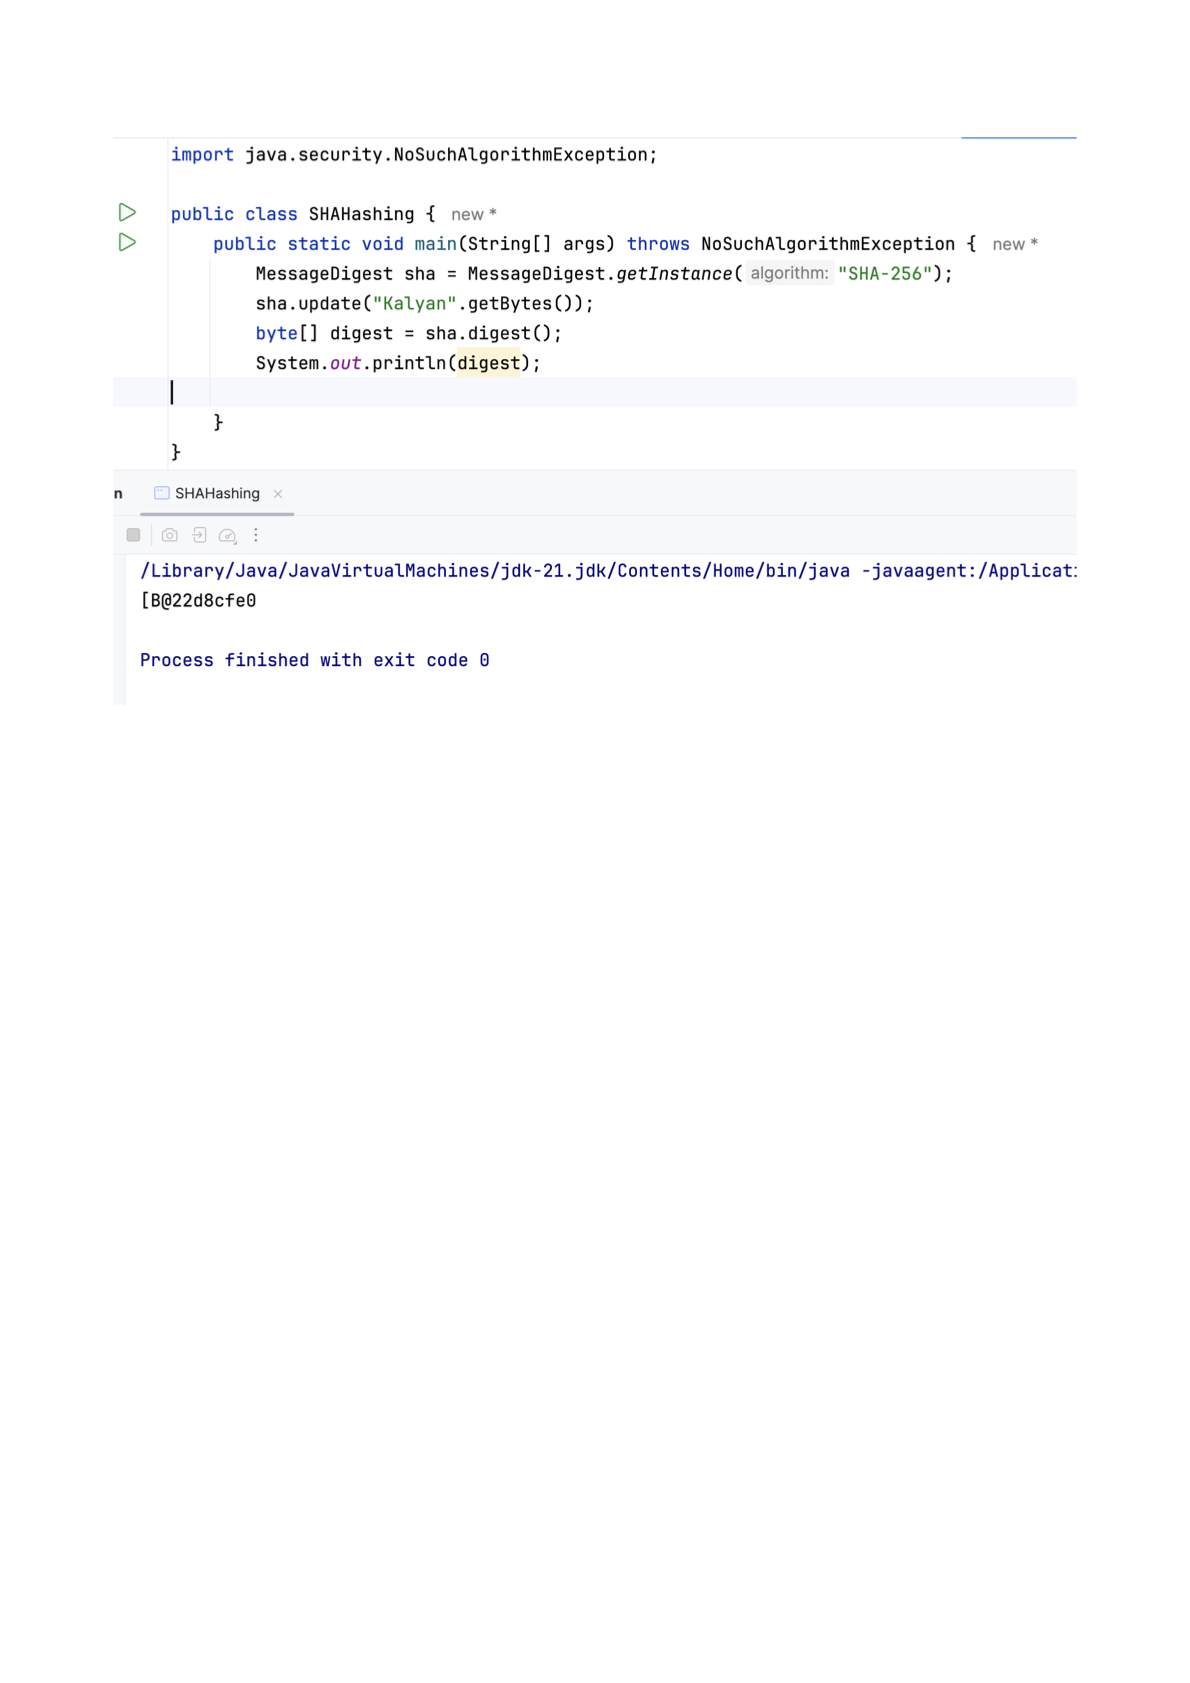 import java.security.NoSuchAlgorithmException;
public class SHAHashing { new *
public static void main(String[] args) throws NoSuchAlgorithmException { new *
MessageDigest sha = MessageDigest.getInstance( algorithm: "SHA-256");
sha.update("Kalyan".getBytes());
byte[] digest = sha.digest();
System.out.println(digest);
}
}
n SHAHashing ×
/Library/Java/JavaVirtualMachines/jdk-21.jdk/Contents/Home/bin/java -javaagent:/Applicati
[B@22d8cfe0
Process finished with exit code 0